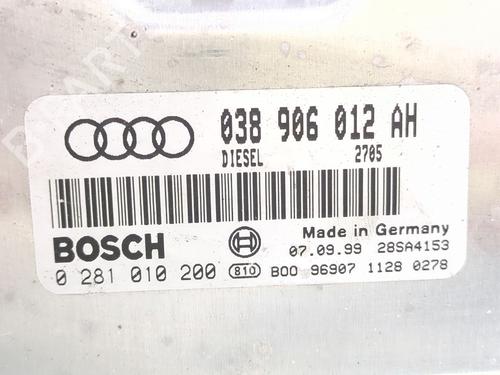 038 906 012 AH
DIESEL 2705
BOSCH
Made in Germany
07.09.99 28SA4153
0 281 010 200 810 B00 96907 1128 0278